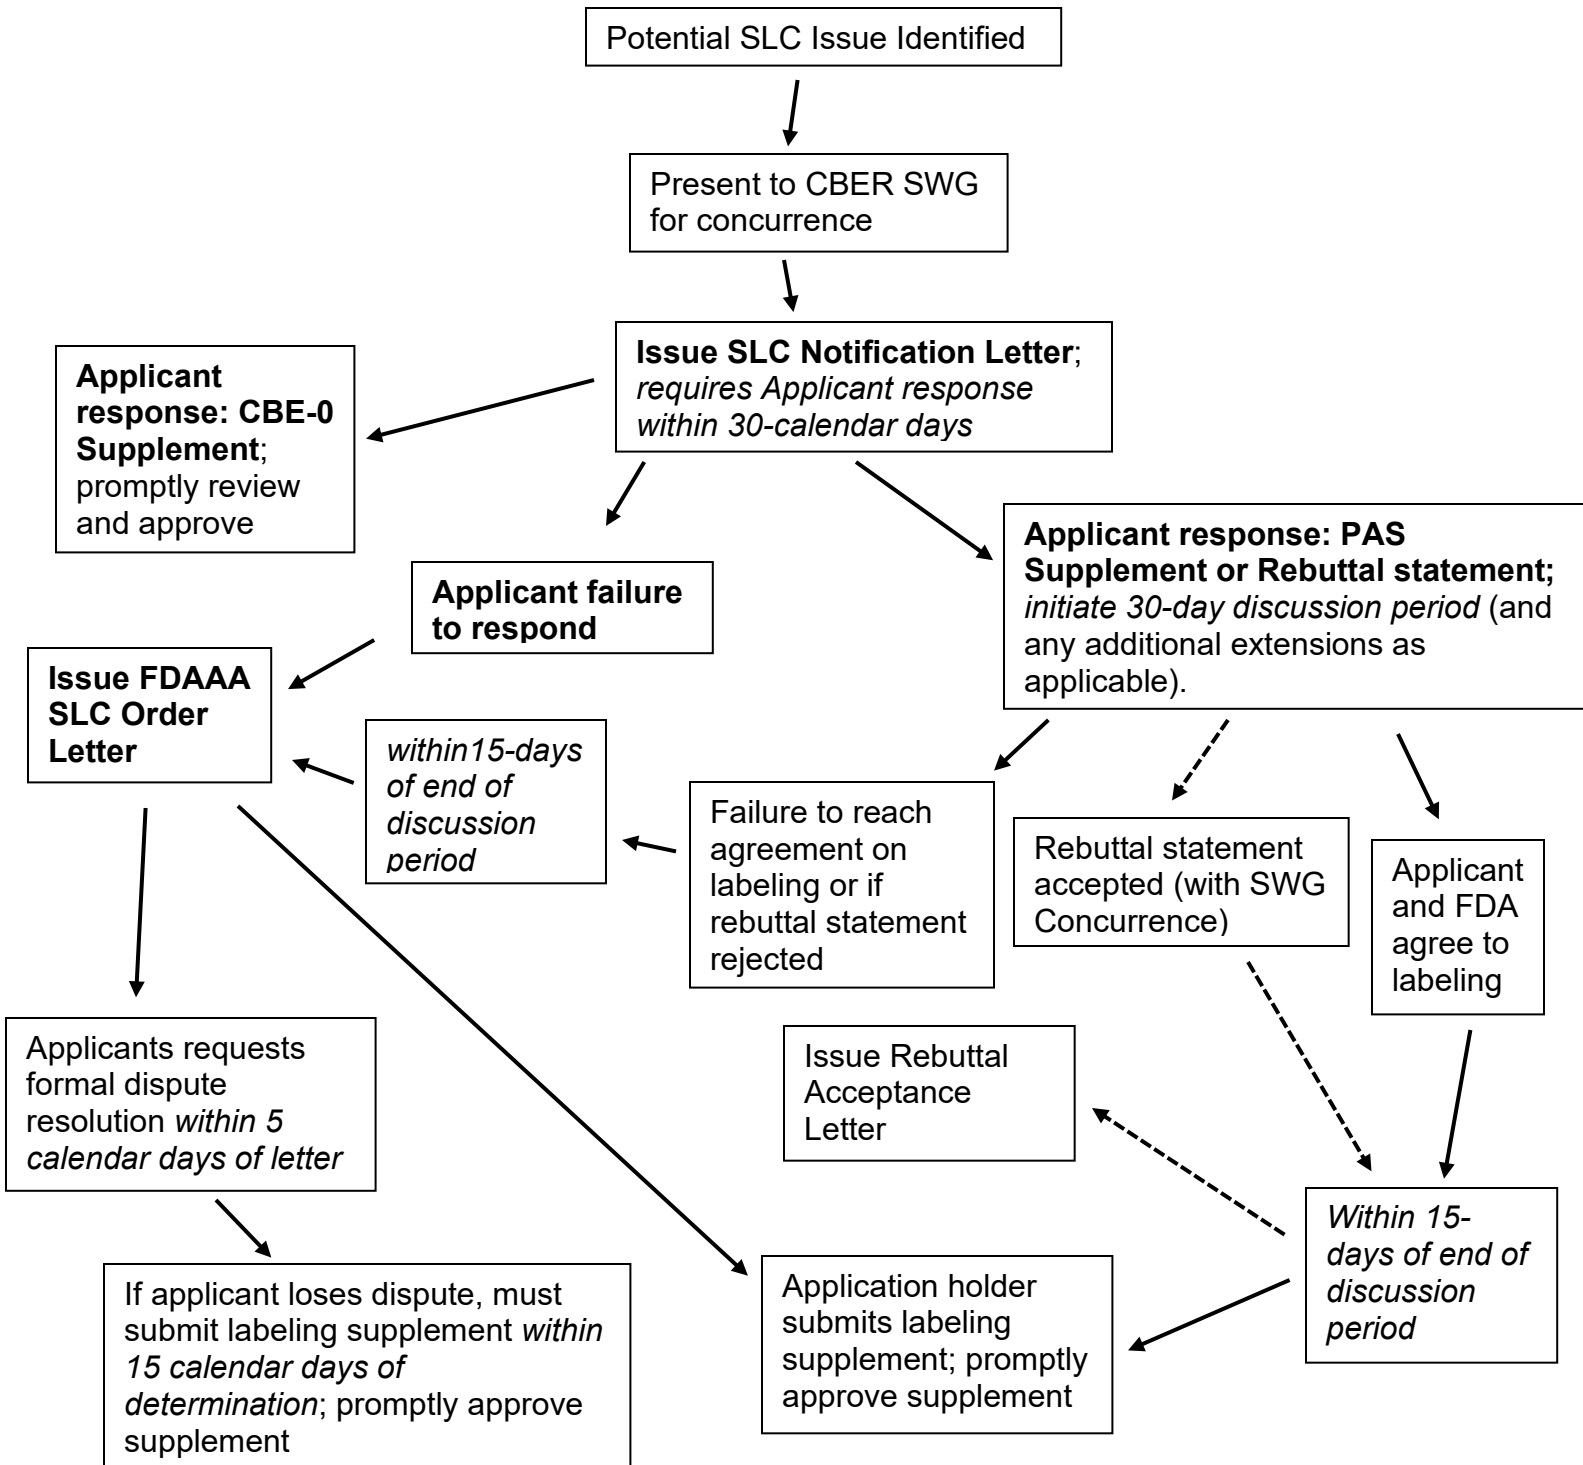 Potential SLC Issue Identified
Present to CBER SWG
for concurrence
Issue SLC Notification Letter;
requires Applicant response
within 30-calendar days
Applicant
response: CBE-0
Supplement;
promptly review
and approve
Applicant failure
to respond
Applicant response: PAS
Supplement or Rebuttal statement;
initiate 30-day discussion period (and
any additional extensions as
applicable).
Issue FDAAA
SLC Order
Letter
within15-days
of end of
discussion
period
Failure to reach
agreement on
labeling or if
rebuttal statement
rejected
Rebuttal statement
accepted (with SWG
Concurrence)
Applicant
and FDA
agree to
labeling
Applicants requests
formal dispute
resolution within 5
calendar days of letter
Issue Rebuttal
Acceptance
Letter
Within 15-
days of end of
discussion
period
If applicant loses dispute, must
submit labeling supplement within
15 calendar days of
determination; promptly approve
supplement
Application holder
submits labeling
supplement; promptly
approve supplement